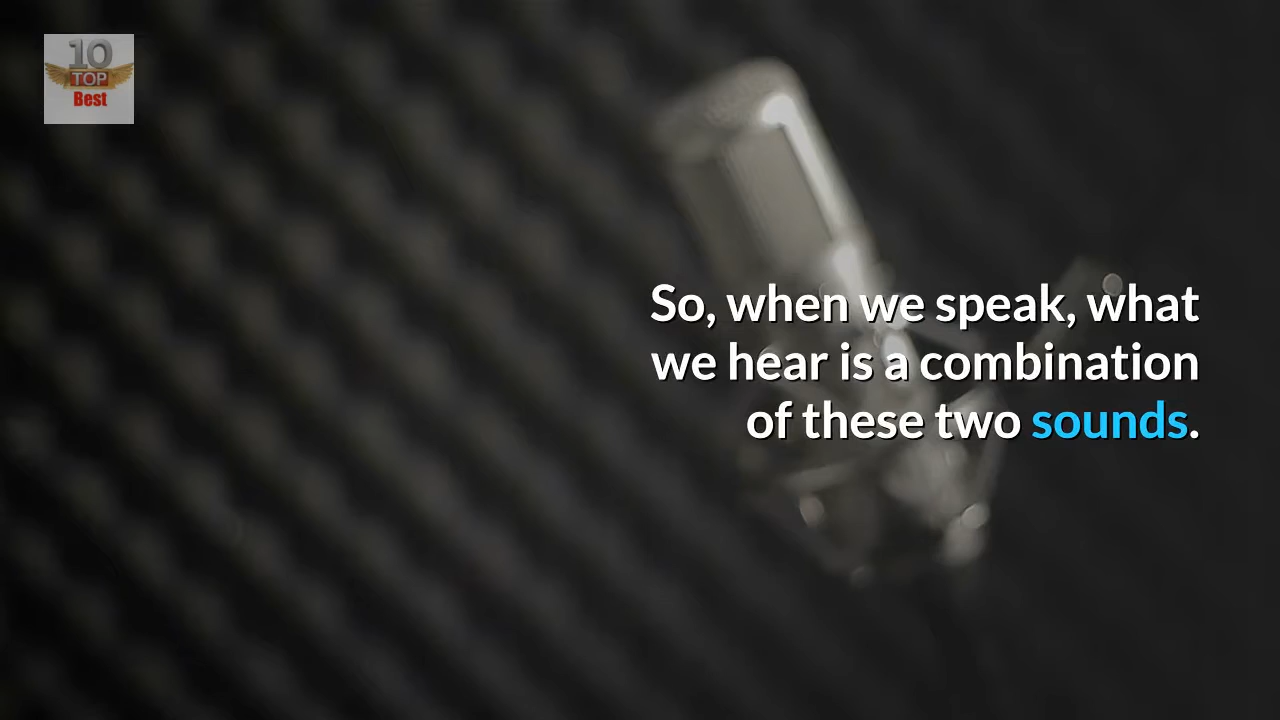 10
TOP
Best
So, when we speak, what
we hear is a combination
of these two sounds.